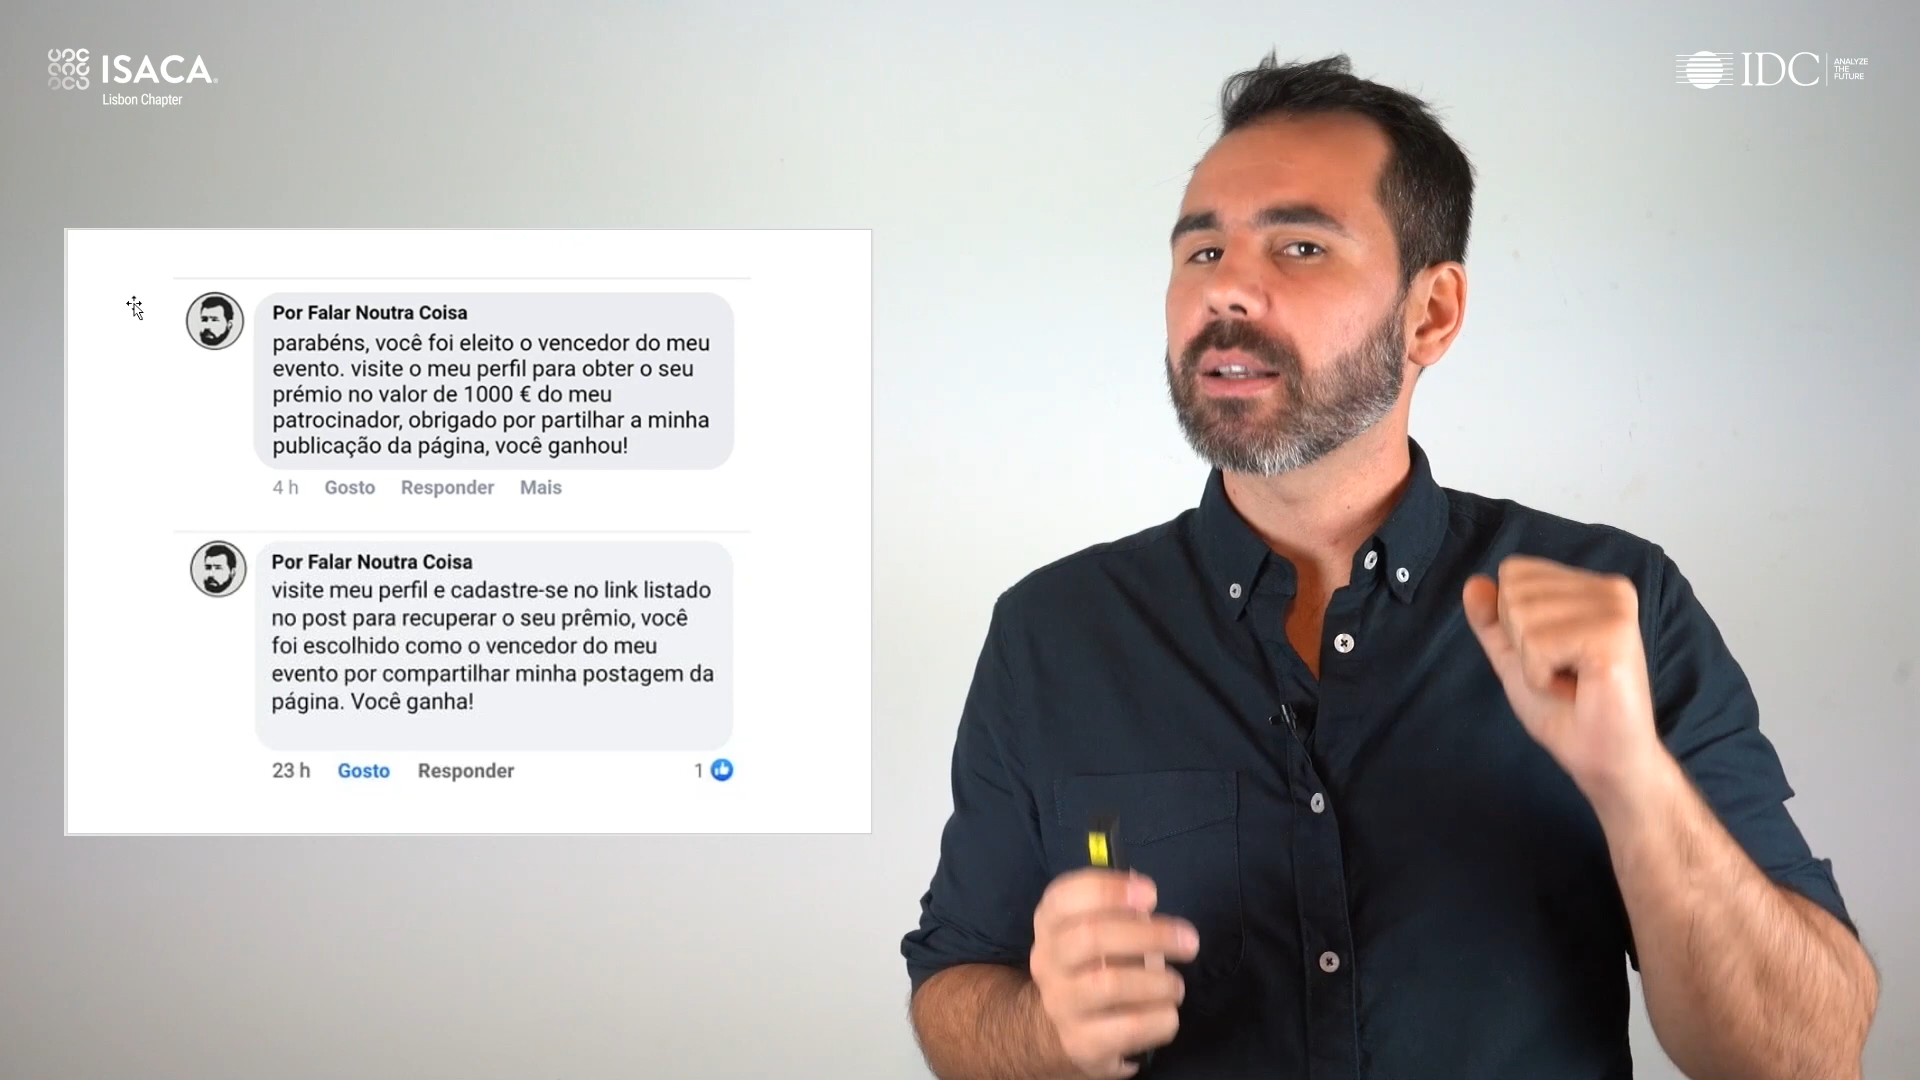 ISACA
Lisbon Chapter
IDC
ANALYZE
THE
FUTURE
Por Falar Noutra Coisa
parabéns, você foi eleito o vencedor do meu
evento. visite o meu perfil para obter o seu
prémio no valor de 1000 € do meu
patrocinador, obrigado por partilhar a minha
publicação da página, você ganhou!
4 h Gosto Responder Mais
Por Falar Noutra Coisa
visite meu perfil e cadastre-se no link listado
no post para recuperar o seu prêmio, você
foi escolhido como o vencedor do meu
evento por compartilhar minha postagem da
página. Você ganha!
23 h Gosto Responder 1